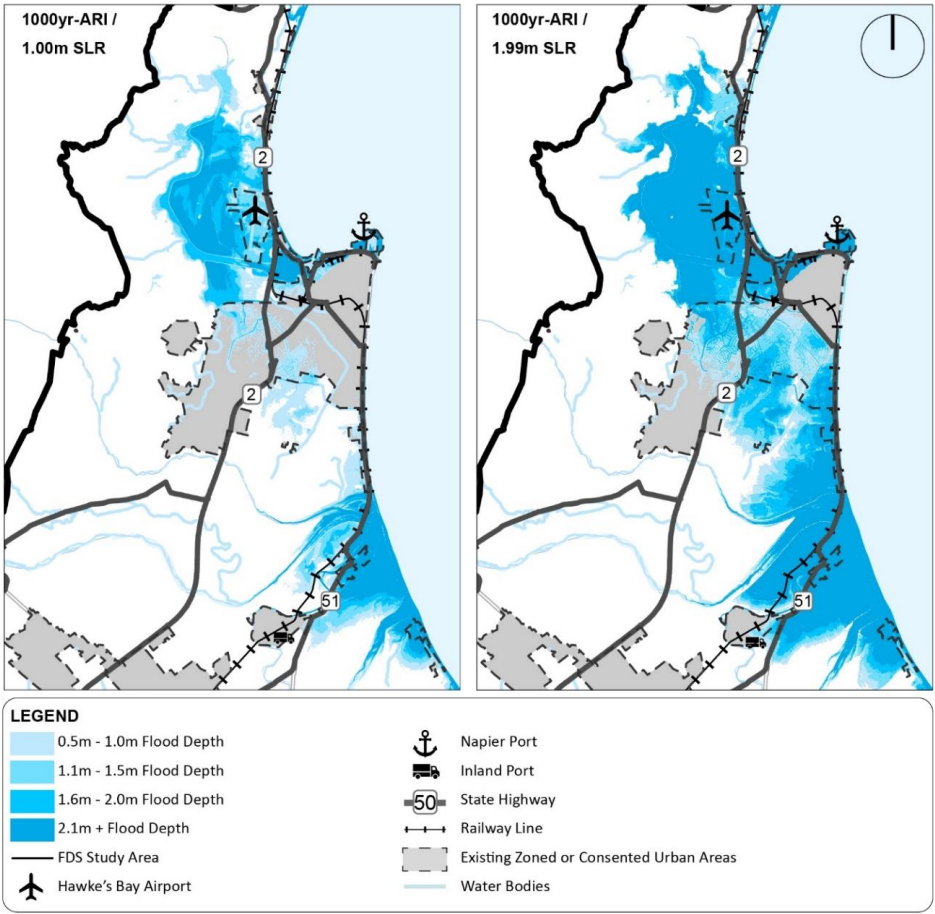 1000yr-ARI /
1.00m SLR
2
2
51
1000yr-ARI /
1.99m SLR
2
2
51
LEGEND
0.5m - 1.0m Flood Depth
1.1m - 1.5m Flood Depth
1.6m - 2.0m Flood Depth
2.1m + Flood Depth
FDS Study Area
Hawke's Bay Airport
Napier Port
Inland Port
50 State Highway
Railway Line
Existing Zoned or Consented Urban Areas
Water Bodies